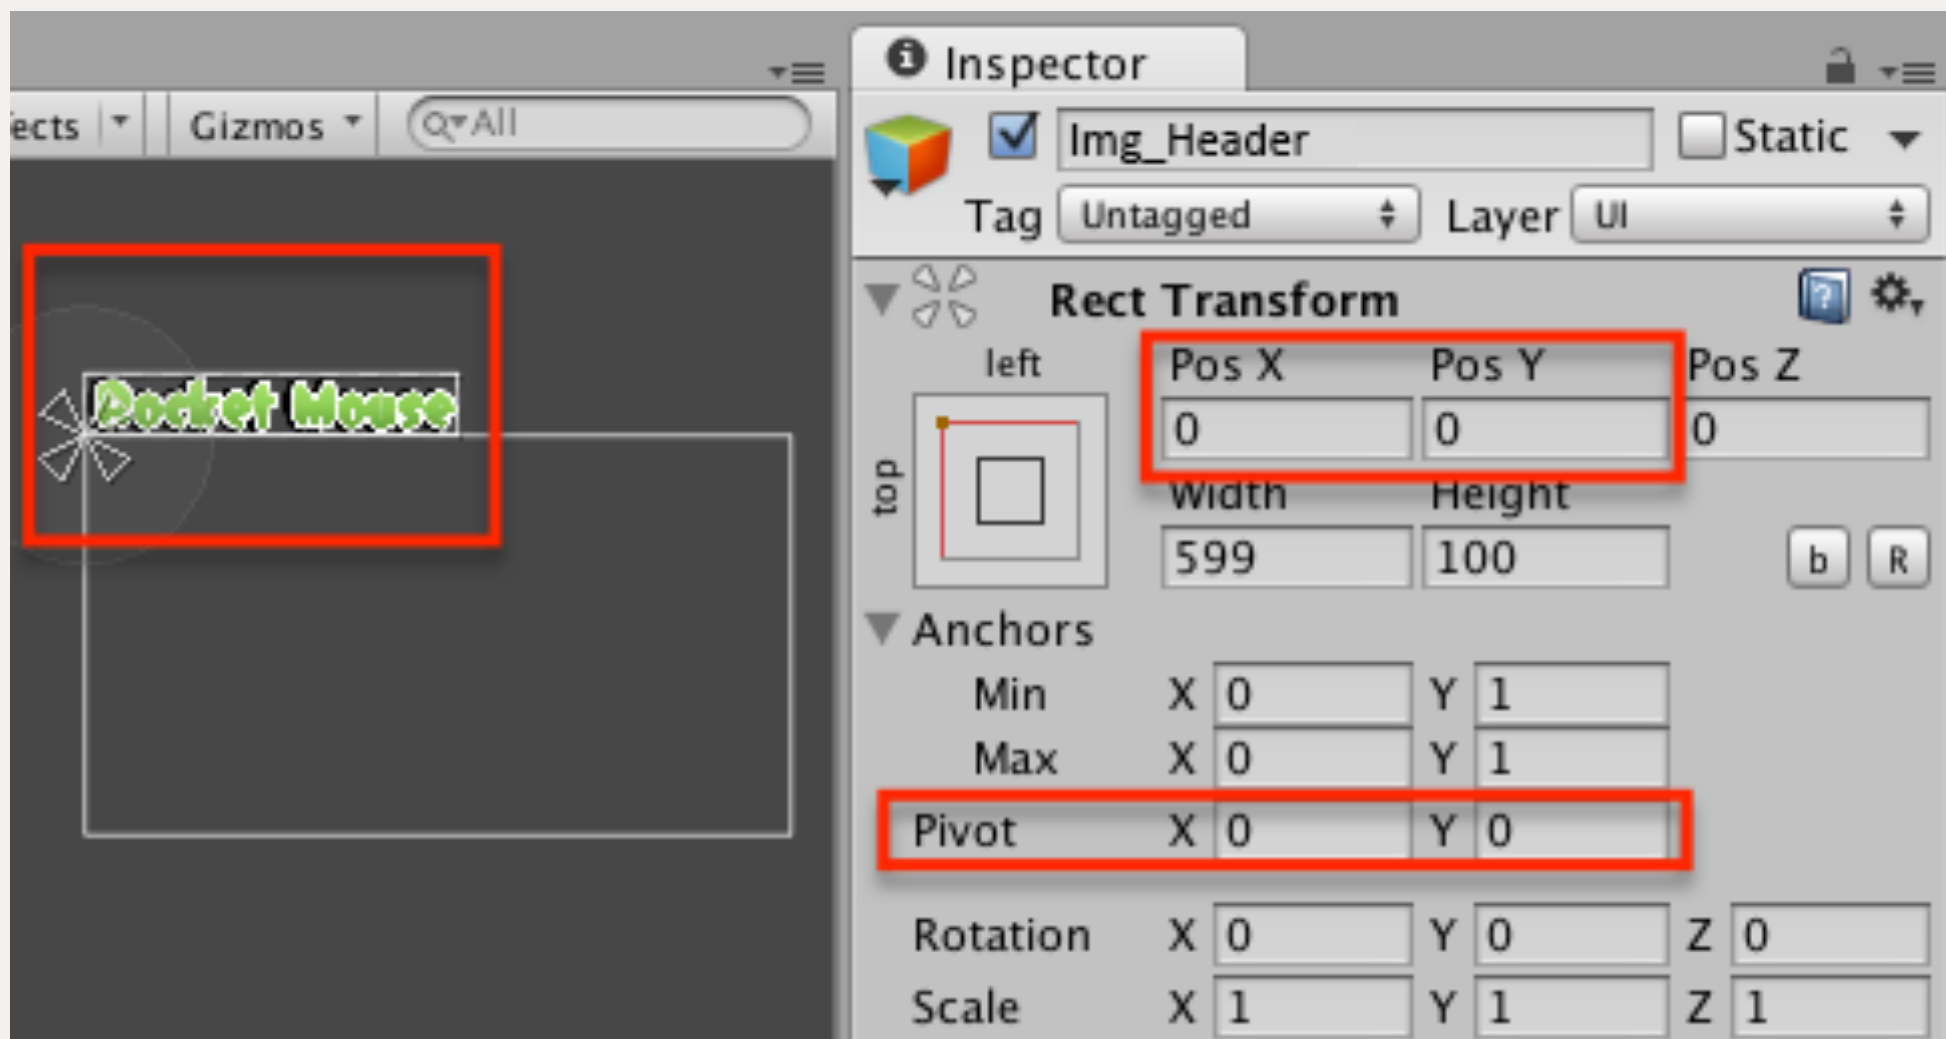 Inspector
ects Gizmos All
Img_Header Static
Tag Untagged Layer UI
Rect Transform
left Pos X Pos Y Pos Z
0 0 0
top
Width Height
599 100
b R
Anchors
Min X 0 Y 1
Max X 0 Y 1
Pivot X 0 Y 0
Rotation X 0 Y 0 Z 0
Scale X 1 Y 1 Z 1
Pocket Mouse